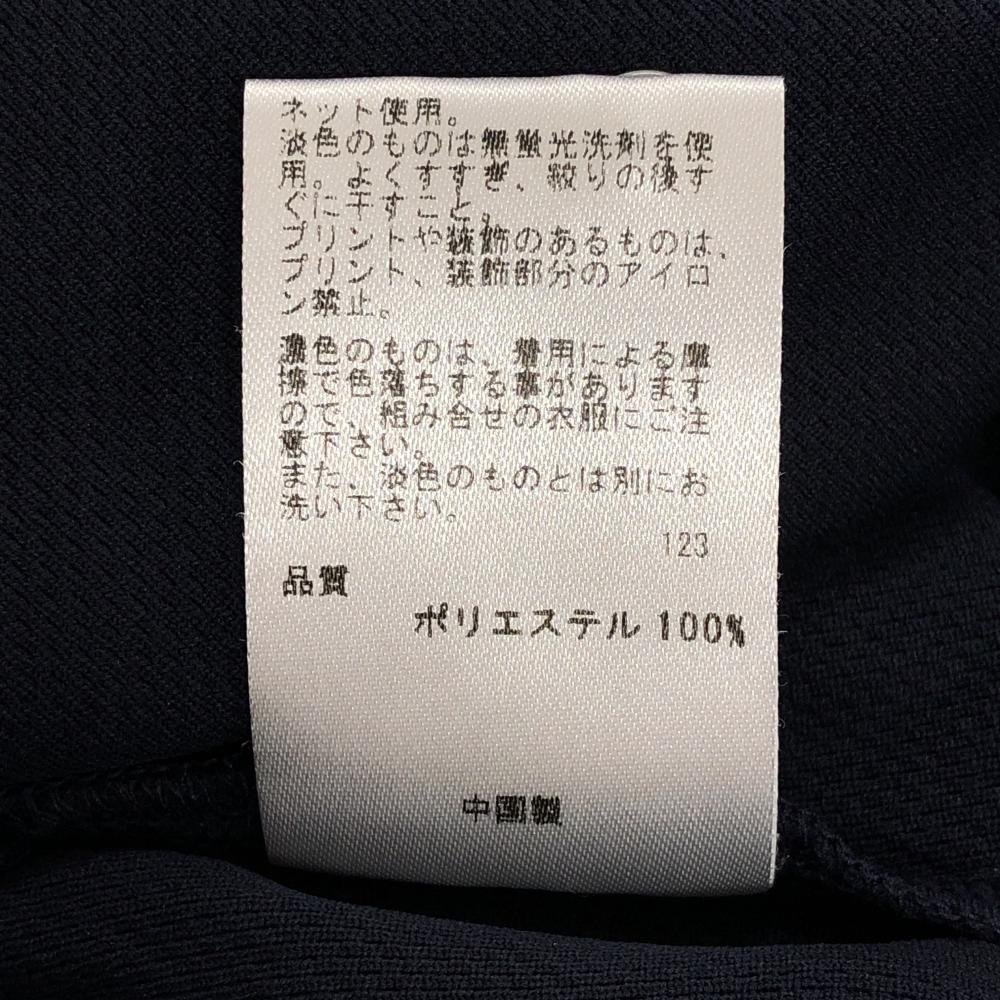 ネット使用。
淡色のものは無蛍光洗剤を使
用。よくすすぎ、絞りの後す
ぐに干すこと。
プリントや装飾のあるものは、
プリント、装飾部分のアイロ
ン禁止。
濃色のものは、着用による摩
擦で色落ちする事があります
ので、組み合せの衣服にご注
意下さい。
また、淡色のものとは別にお
洗い下さい。
123
品質
ポリエステル 100%
中国製